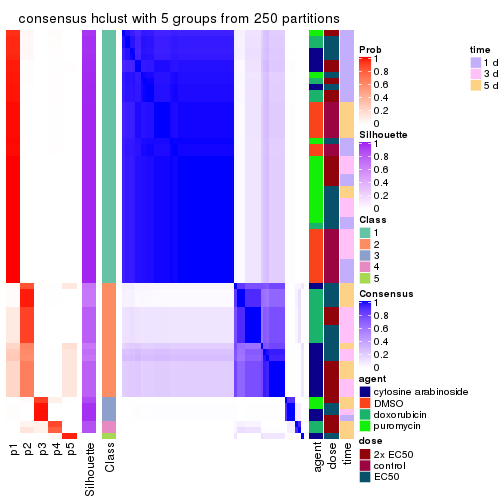 consensus hclust with 5 groups from 250 partitions
Prob
1
0.8
0.6
0.4
0.2
0
Silhouette
1
0.8
0.6
0.4
0.2
0
Class
1
2
3
4
5
Consensus
1
0.8
0.6
0.4
0.2
0
agent
cytosine arabinoside
DMSO
doxorubicin
puromycin
dose
2x EC50
control
EC50
time
1 d
3 d
5 d
p1
p2
p3
p4
p5
Silhouette
Class
agent
dose
time